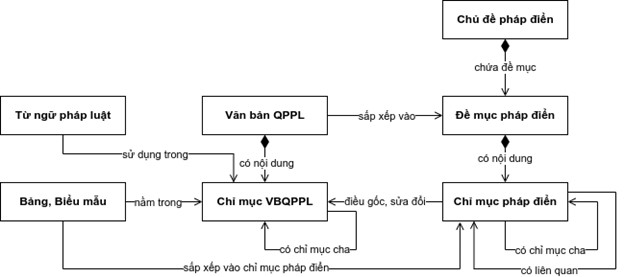 Chủ đề pháp điển
chứa đề mục
Từ ngữ pháp luật
Văn bản QPPL
sắp xếp vào
Đề mục pháp điển
sử dụng trong
có nội dung
có nội dung
Bảng, Biểu mẫu
nằm trong
Chỉ mục VBQPPL
điều gốc, sửa đổi
Chỉ mục pháp điển
có chỉ mục cha
có chỉ mục cha
sắp xếp vào chỉ mục pháp điển
có liên quan